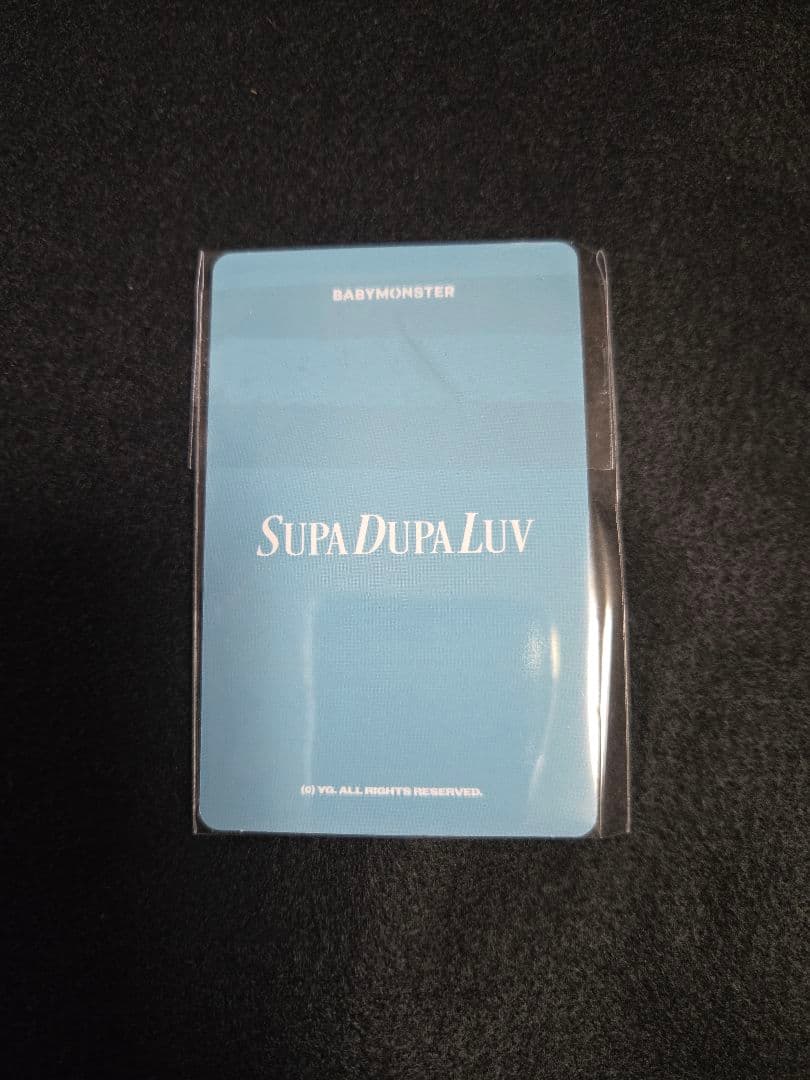 BABYMONSTER
SUPA DUPA LUV
(c) YG. ALL RIGHTS RESERVED.